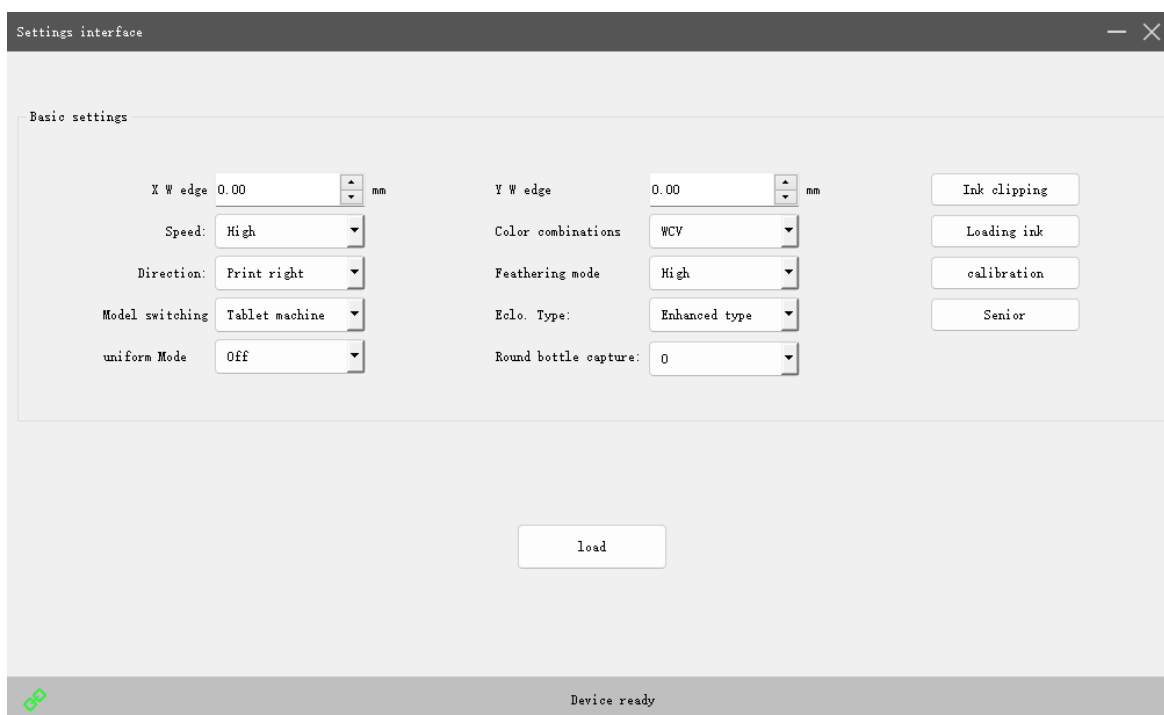 Settings interface
Basic settings
X W edge 0.00 mm Y W edge 0.00 mm Ink clipping
Speed: High Color combinations WCV Loading ink
Direction: Print right Feathering mode High calibration
Model switching Tablet machine Eclo. Type: Enhanced type Senior
uniform Mode Off Round bottle capture: 0
load
Device ready